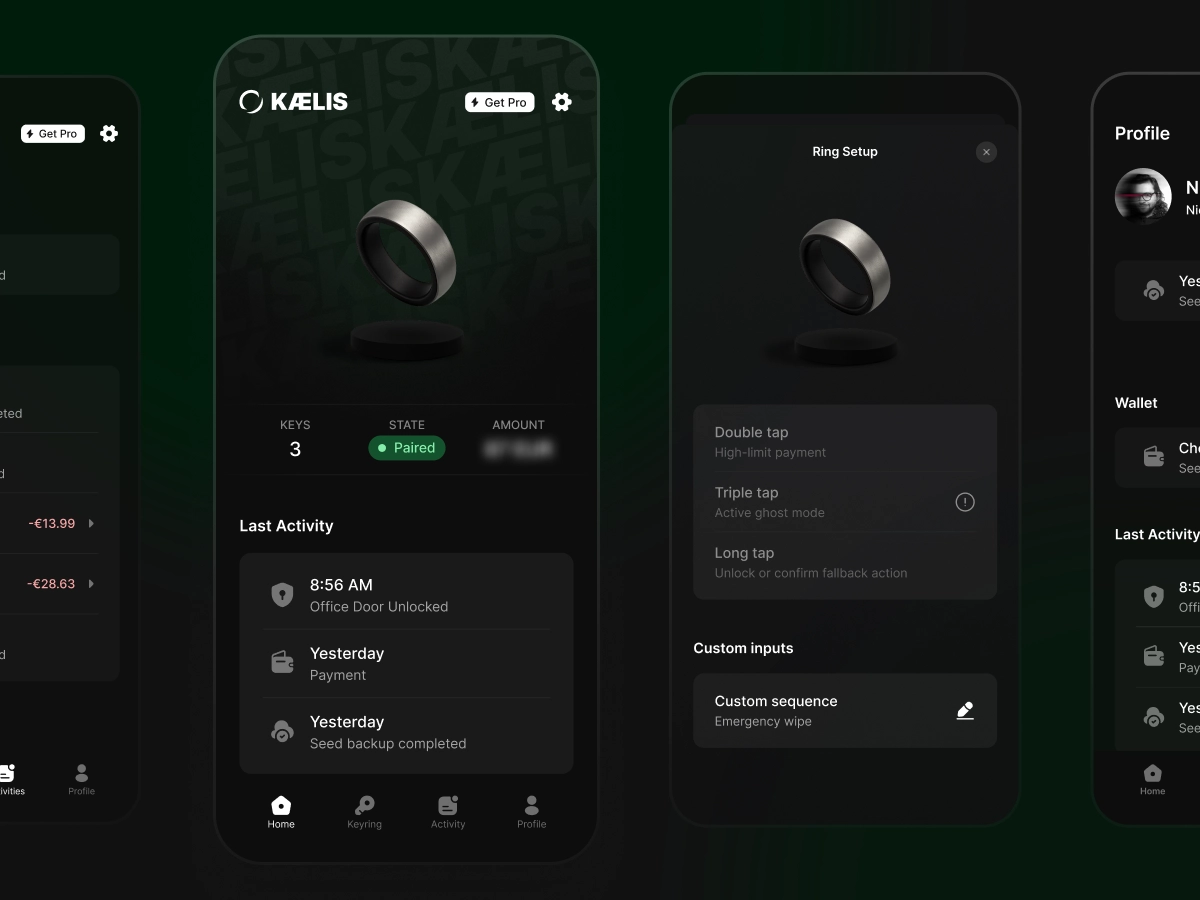 Get Pro
d
eted
d
-€13.99
-€28.63
d
ivities
Profile
KÆLIS
Get Pro
KEYS
STATE
AMOUNT
3
Paired
Last Activity
8:56 AM
Office Door Unlocked
Yesterday
Payment
Yesterday
Seed backup completed
Home
Keyring
Activity
Profile
Ring Setup
Double tap
High-limit payment
Triple tap
Active ghost mode
Long tap
Unlock or confirm fallback action
Custom inputs
Custom sequence
Emergency wipe
Profile
N
Nic
Yes
See
Wallet
Che
See
Last Activity
8:5
Offi
Yes
Pay
Yes
See
Home